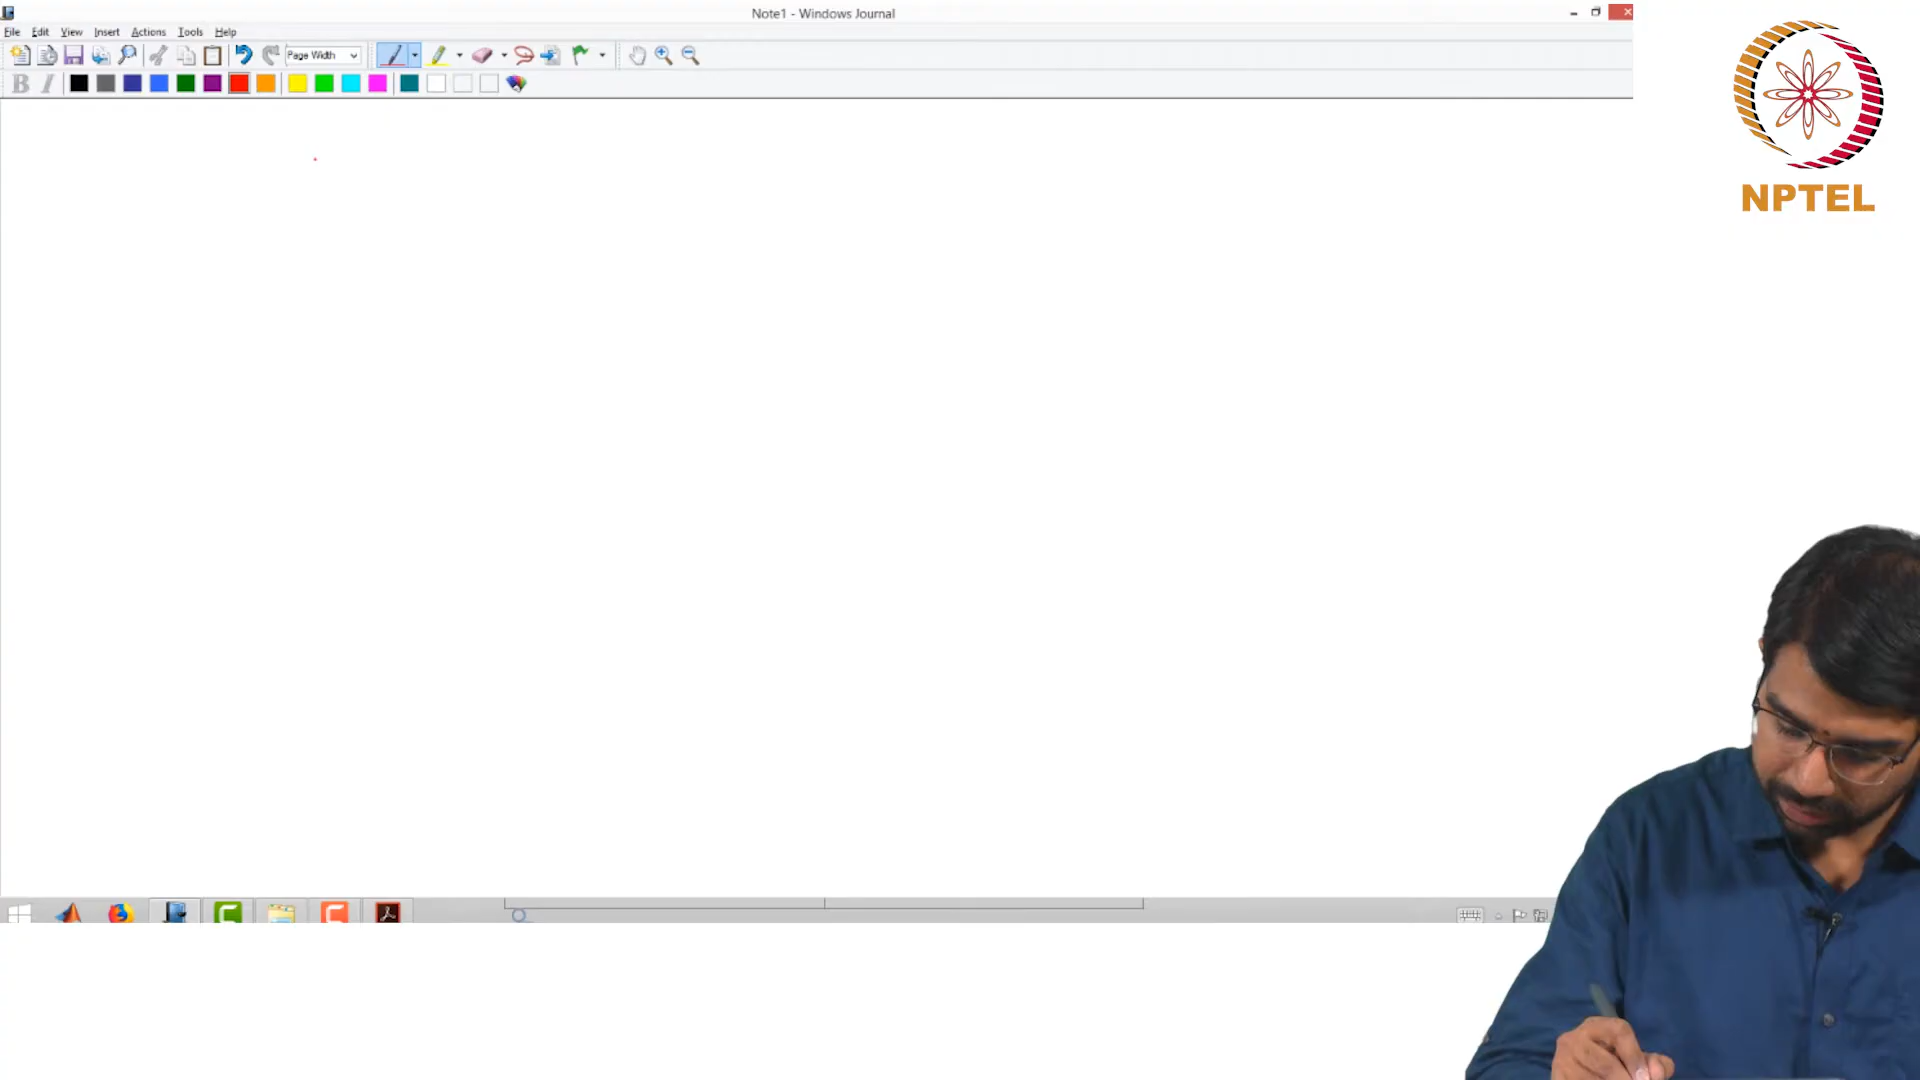 Note1 - Windows Journal
File Edit View Insert Actions Tools Help
Page Width
B I
NPTEL